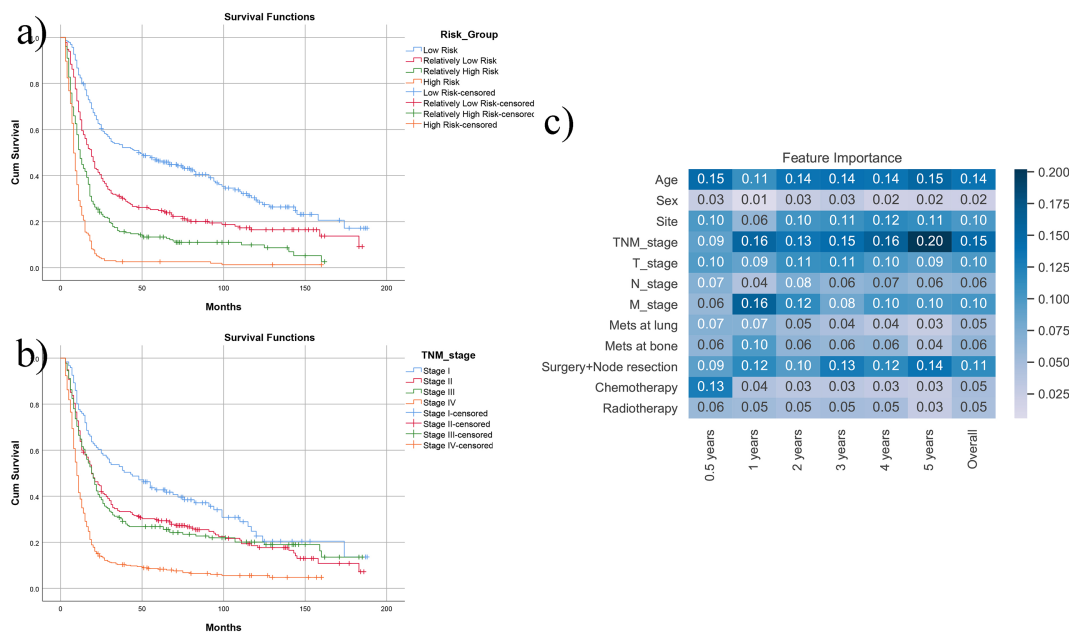 a)
Survival Functions
Cum Survival
1.0
0.8
0.6
0.4
0.2
0.0
0
50
100
150
200
Months
Risk_Group
Low Risk
Relatively Low Risk
Relatively High Risk
High Risk
Low Risk-censored
Relatively Low Risk-censored
Relatively High Risk-censored
High Risk-censored
b)
Survival Functions
Cum Survival
0.8
0.6
0.4
0.2
0.0
0
50
100
150
200
Months
TNM_stage
Stage I
Stage II
Stage III
Stage IV
Stage I-censored
Stage II-censored
Stage III-censored
Stage IV-censored
c)
Feature Importance
Age 0.15 0.11 0.14 0.14 0.14 0.15 0.14
Sex 0.03 0.01 0.03 0.03 0.02 0.02 0.02
Site 0.10 0.06 0.10 0.11 0.12 0.11 0.10
TNM_stage 0.09 0.16 0.13 0.15 0.16 0.20 0.15
T_stage 0.10 0.09 0.11 0.11 0.10 0.09 0.10
N_stage 0.07 0.04 0.08 0.06 0.07 0.06 0.06
M_stage 0.06 0.16 0.12 0.08 0.10 0.10 0.10
Mets at lung 0.07 0.07 0.05 0.04 0.04 0.03 0.05
Mets at bone 0.06 0.10 0.06 0.05 0.06 0.04 0.06
Surgery+Node resection 0.09 0.12 0.10 0.13 0.12 0.14 0.11
Chemotherapy 0.13 0.04 0.03 0.03 0.03 0.03 0.05
Radiotherapy 0.06 0.05 0.05 0.05 0.05 0.03 0.05
0.5 years
1 years
2 years
3 years
4 years
5 years
Overall
0.200
0.175
0.150
0.125
0.100
0.075
0.050
0.025